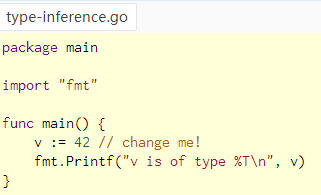 type-inference.go
package main
import "fmt"
func main() {
    v := 42 // change me!
    fmt.Printf("v is of type %T\n", v)
}